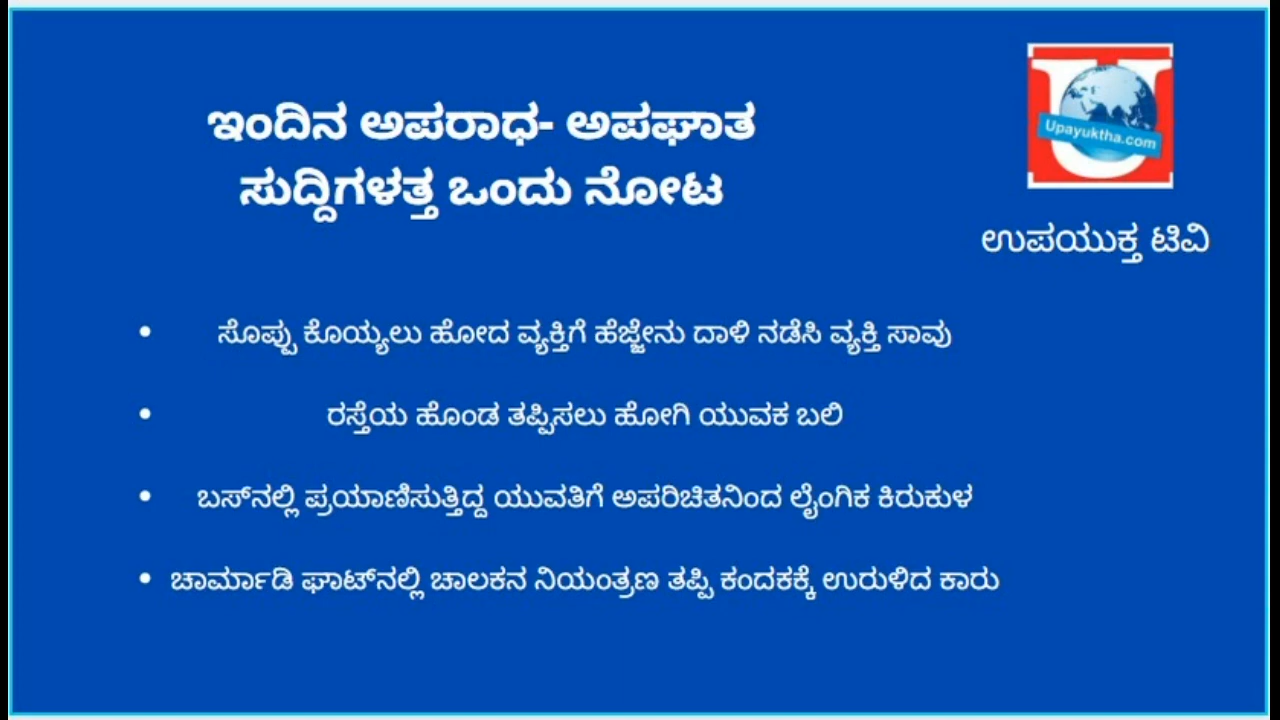 ಇಂದಿನ ಅಪರಾಧ- ಅಪಘಾತ
ಸುದ್ದಿಗಳತ್ತ ಒಂದು ನೋಟ
U
Upayuktha.com
ಉಪಯುಕ್ತ ಟಿವಿ
• ಸೊಪ್ಪು ಕೊಯ್ಯಲು ಹೋದ ವ್ಯಕ್ತಿಗೆ ಹೆಜ್ಜೇನು ದಾಳಿ ನಡೆಸಿ ವ್ಯಕ್ತಿ ಸಾವು
• ರಸ್ತೆಯ ಹೊಂಡ ತಪ್ಪಿಸಲು ಹೋಗಿ ಯುವಕ ಬಲಿ
• ಬಸ್‌ನಲ್ಲಿ ಪ್ರಯಾಣಿಸುತ್ತಿದ್ದ ಯುವತಿಗೆ ಅಪರಿಚಿತನಿಂದ ಲೈಂಗಿಕ ಕಿರುಕುಳ
• ಚಾರ್ಮಾಡಿ ಘಾಟ್‌ನಲ್ಲಿ ಚಾಲಕನ ನಿಯಂತ್ರಣ ತಪ್ಪಿ ಕಂದಕಕ್ಕೆ ಉರುಳಿದ ಕಾರು